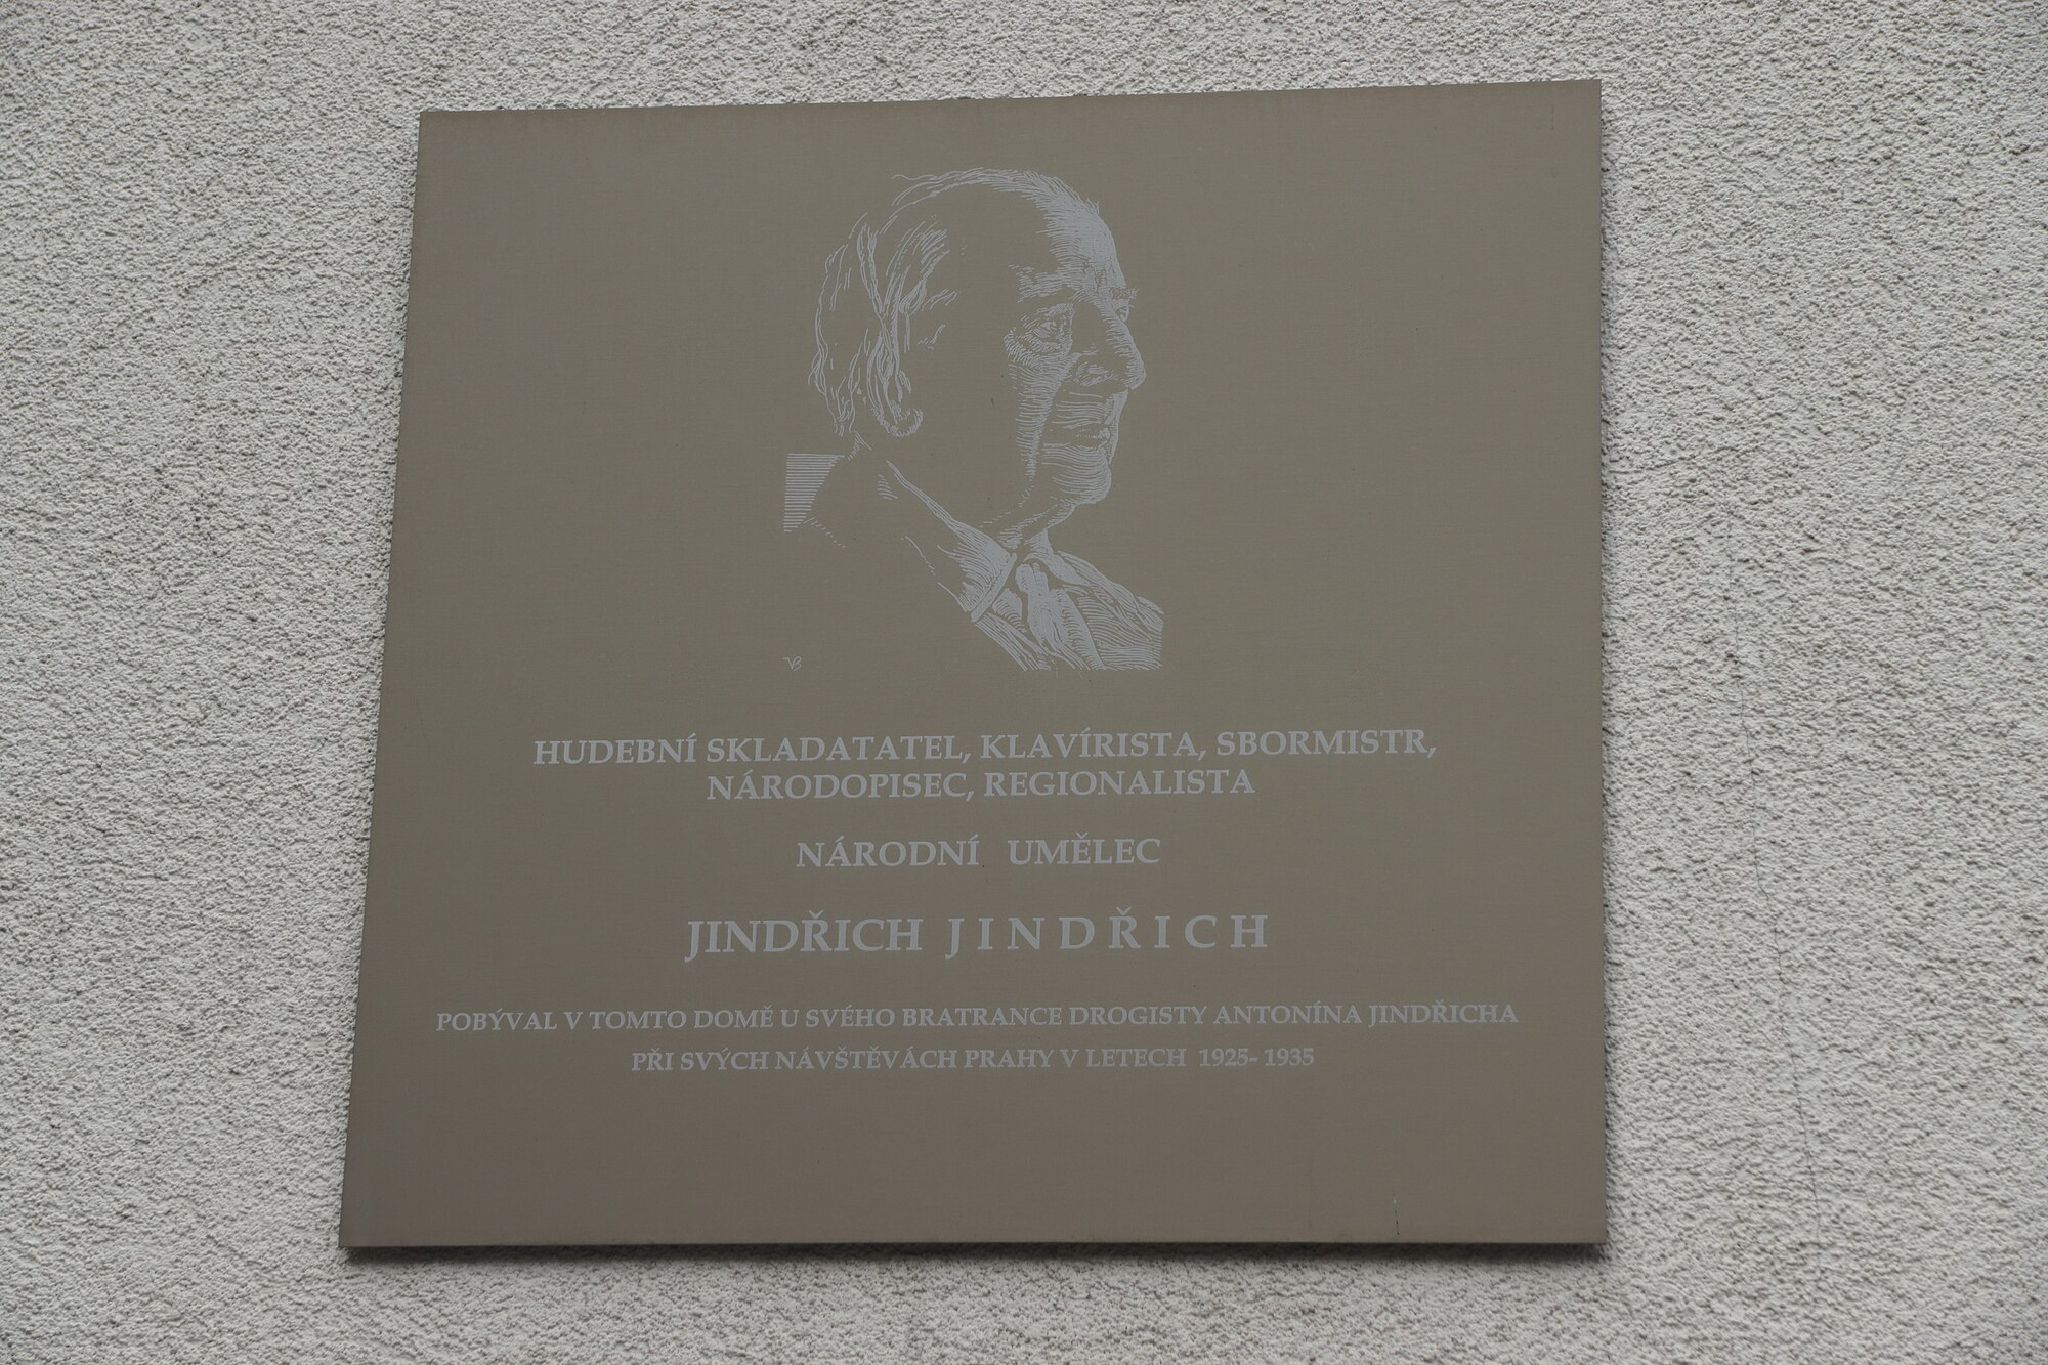 VB
HUDEBNÍ SKLADATATEL, KLAVÍRISTA, SBORMISTR,
NÁRODOPISEC, REGIONALISTA
NÁRODNÍ UMĚLEC
JINDŘICH JINDŘICH
POBÝVAL V TOMTO DOMĚ U SVÉHO BRATRANCE DROGISTY ANTONÍNA JINDŘICHA
PŘI SVÝCH NÁVŠTĚVÁCH PRAHY V LETECH 1925- 1935